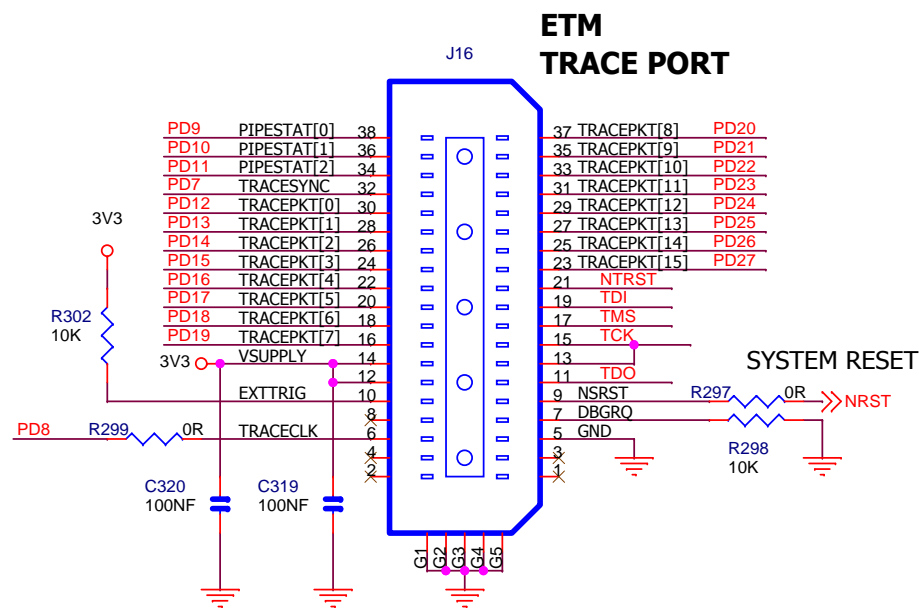 ETM
TRACE PORT
J16
PD9 PIPESTAT[0] 38 37 TRACEPKT[8] PD20
PD10 PIPESTAT[1] 36 35 TRACEPKT[9] PD21
PD11 PIPESTAT[2] 34 33 TRACEPKT[10] PD22
PD7 TRACESYNC 32 31 TRACEPKT[11] PD23
PD12 TRACEPKT[0] 30 29 TRACEPKT[12] PD24
PD13 TRACEPKT[1] 28 27 TRACEPKT[13] PD25
PD14 TRACEPKT[2] 26 25 TRACEPKT[14] PD26
PD15 TRACEPKT[3] 24 23 TRACEPKT[15] PD27
PD16 TRACEPKT[4] 22 21 NTRST
PD17 TRACEPKT[5] 20 19 TDI
PD18 TRACEPKT[6] 18 17 TMS
PD19 TRACEPKT[7] 16 15 TCK
3V3
R302
10K
3V3 VSUPPLY 14 13
SYSTEM RESET
12 11 TDO
EXTTRIG 10 9 NSRST R297 0R NRST
8 7 DBGRQ
PD8 R299 0R TRACECLK 6 5 GND
R298
10K
4 3
2 1
C320
100NF
C319
100NF
G1 G2 G3 G4 G5